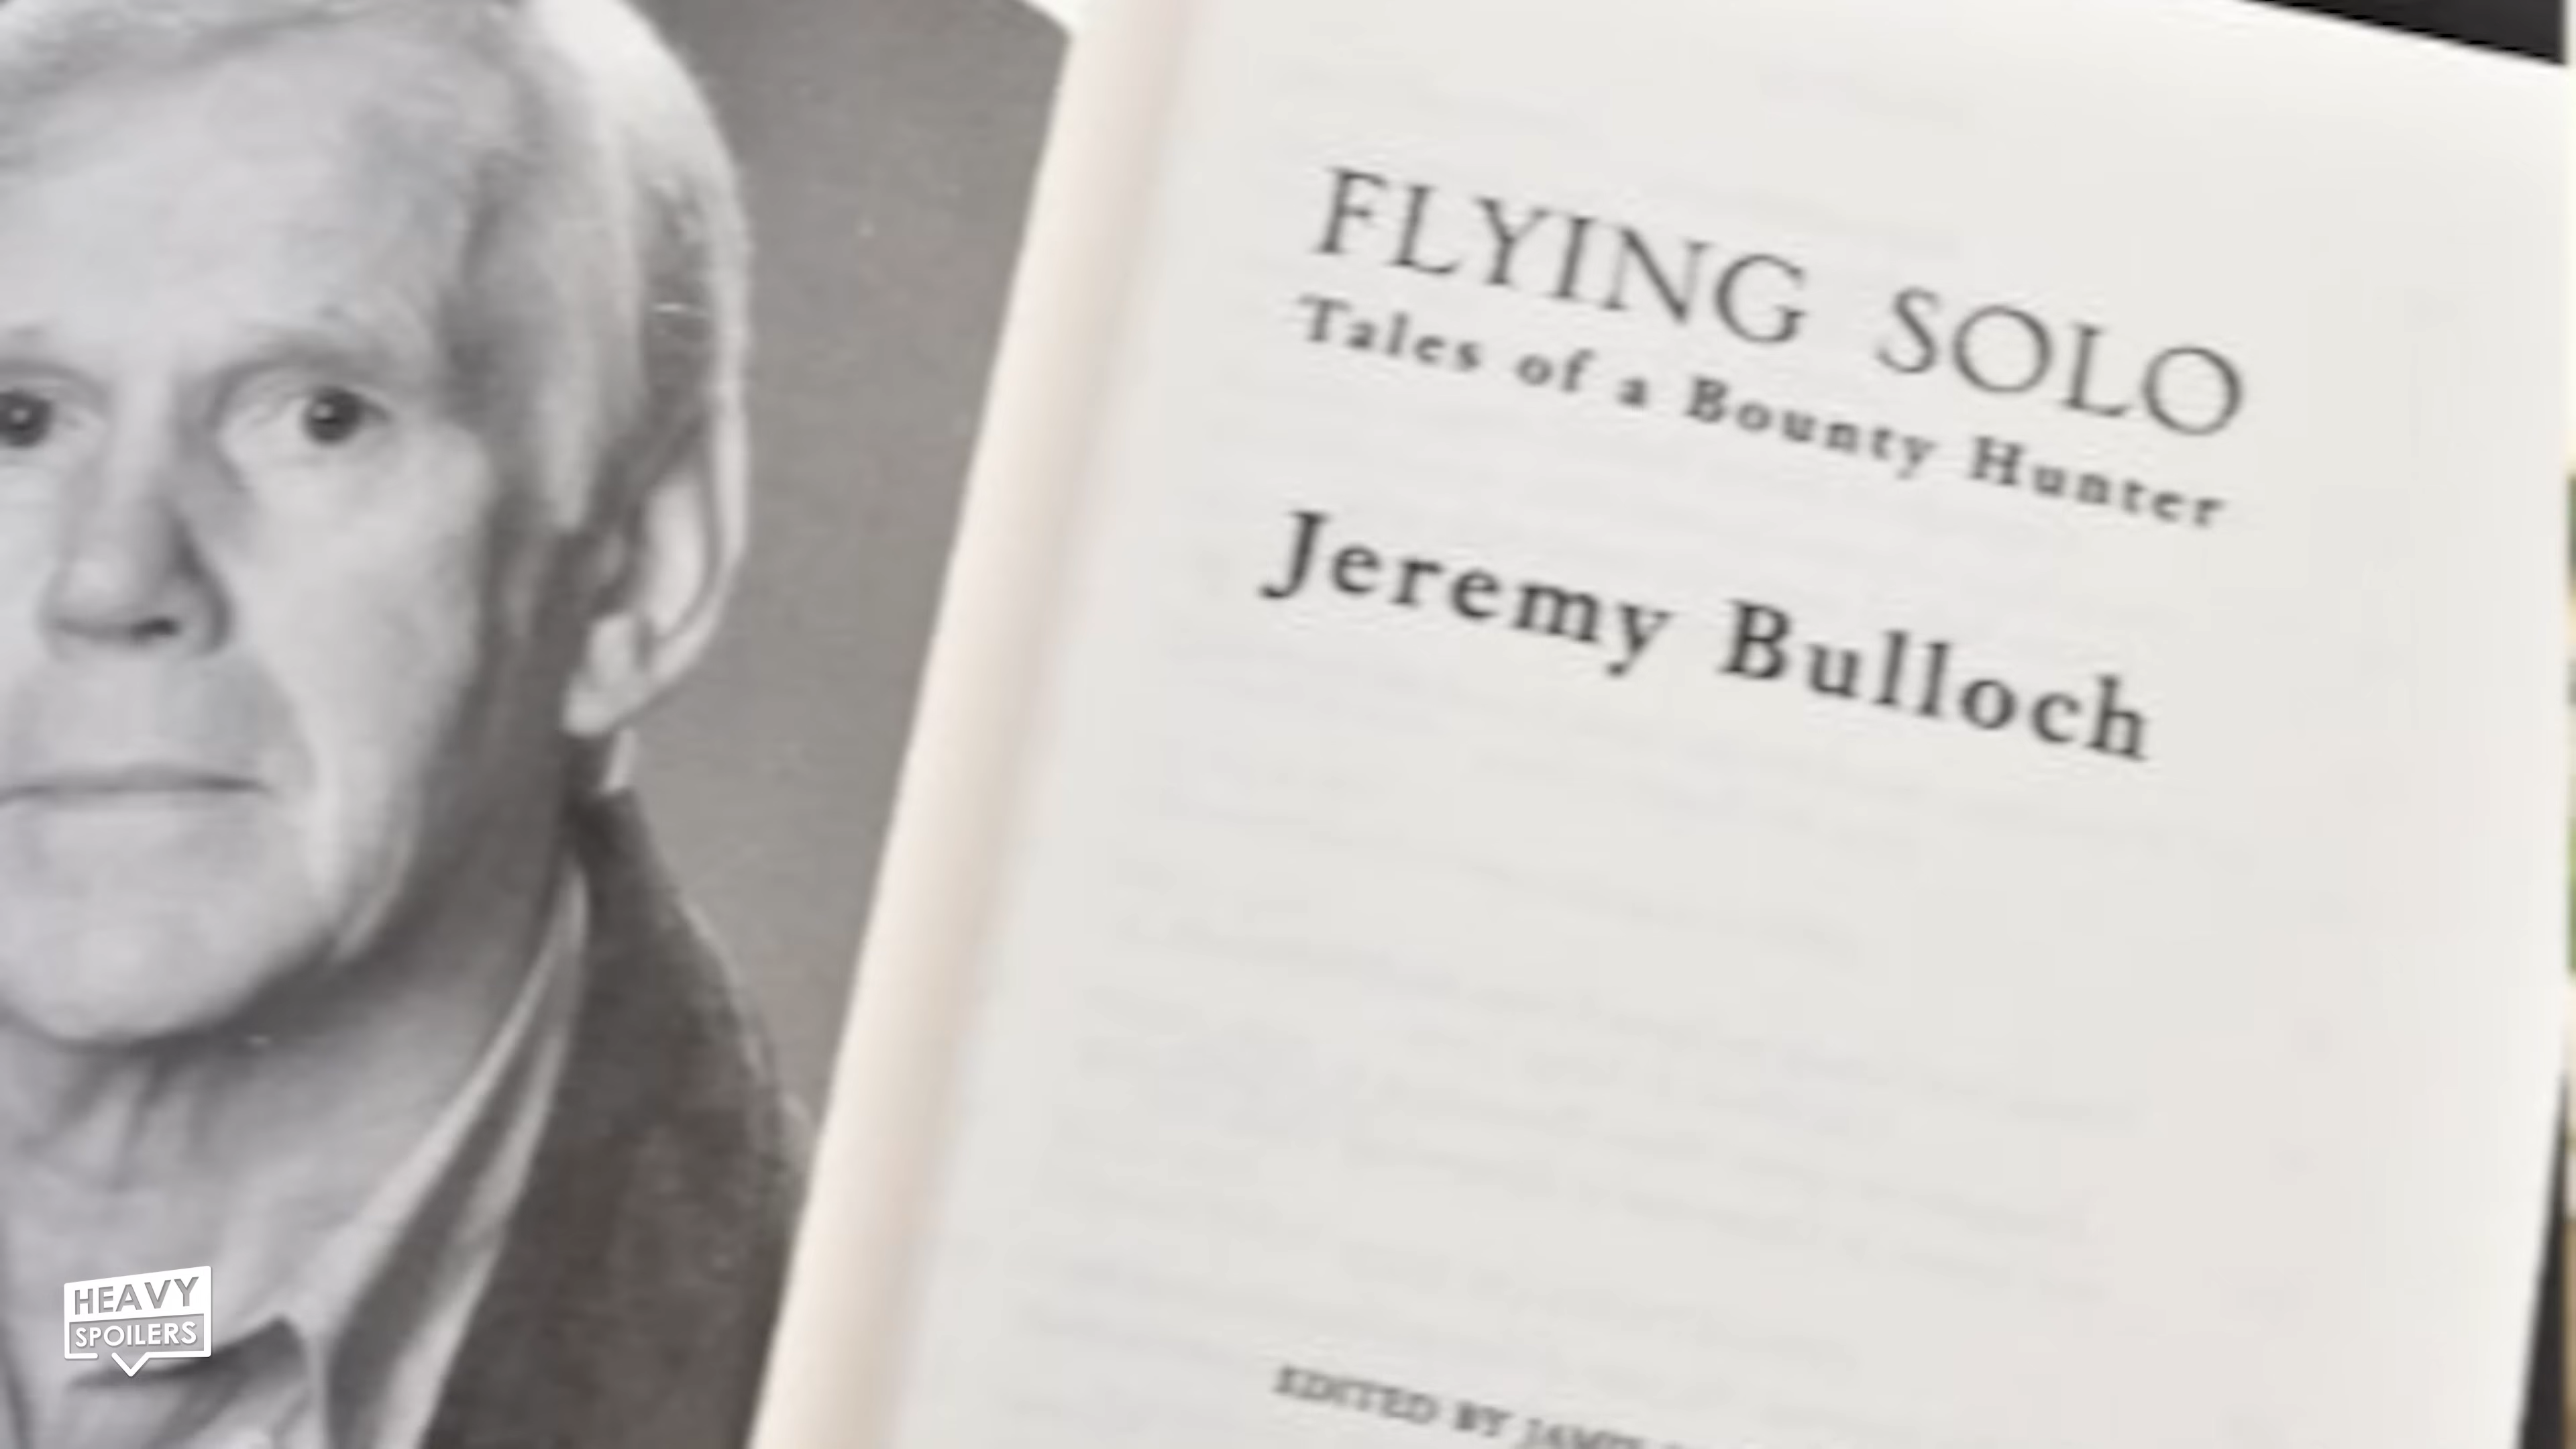 FLYING SOLO
Tales of a Bounty Hunter
Jeremy Bulloch
EDITED BY
HEAVY
SPOILERS